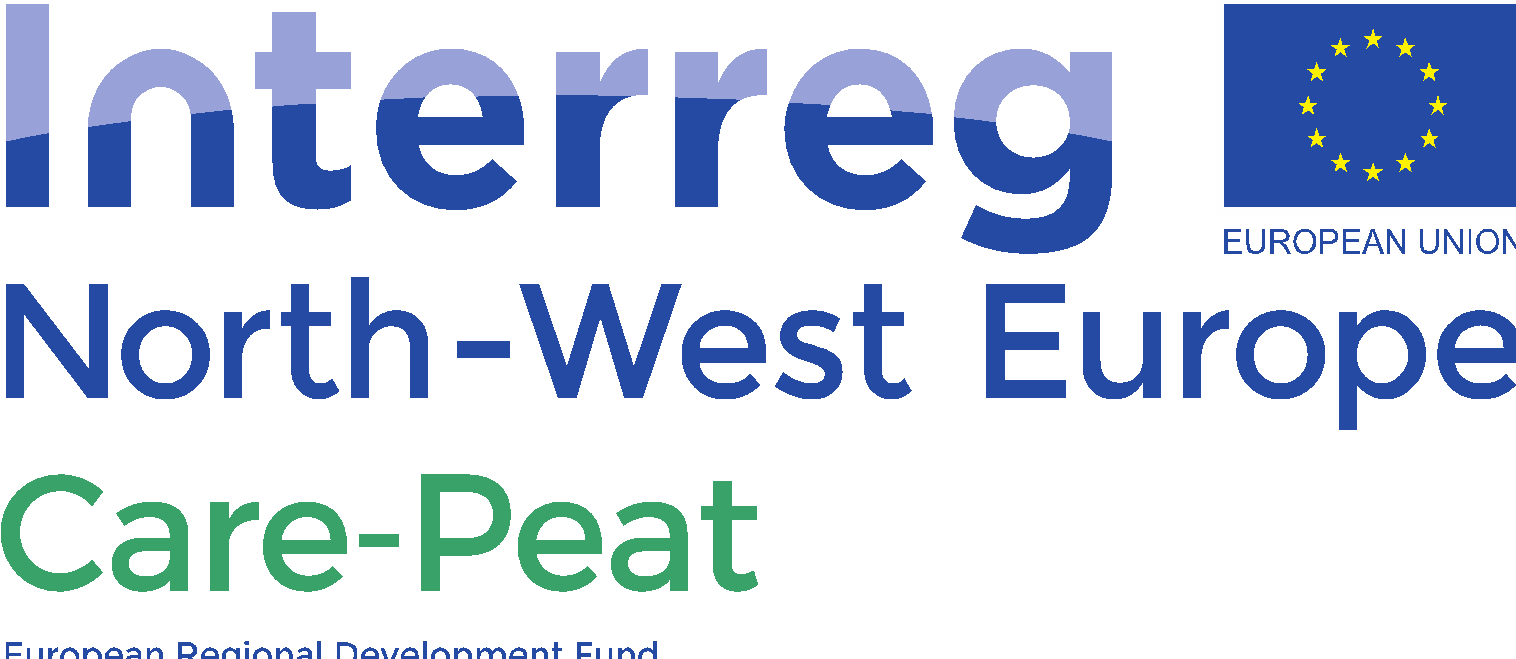 Interreg
EUROPEAN UNION
North-West Europe
Care-Peat
European Regional Development Fund